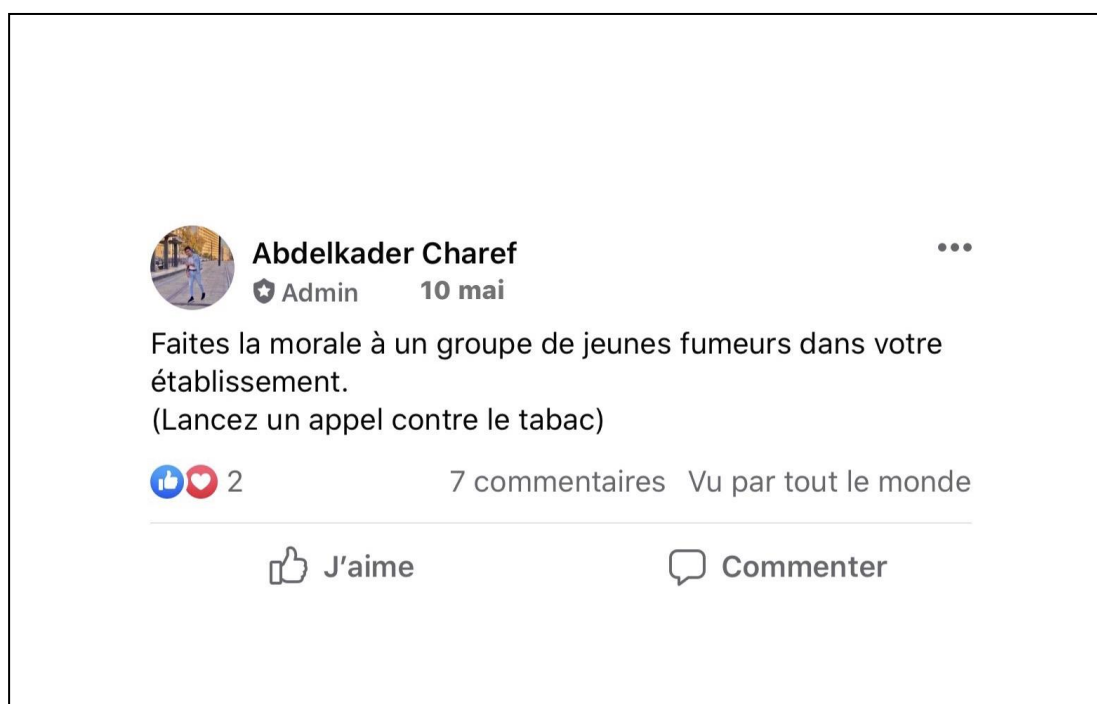 Abdelkader Charef
Admin 10 mai
Faites la morale à un groupe de jeunes fumeurs dans votre
établissement.
(Lancez un appel contre le tabac)
2 7 commentaires Vu par tout le monde
J’aime Commenter